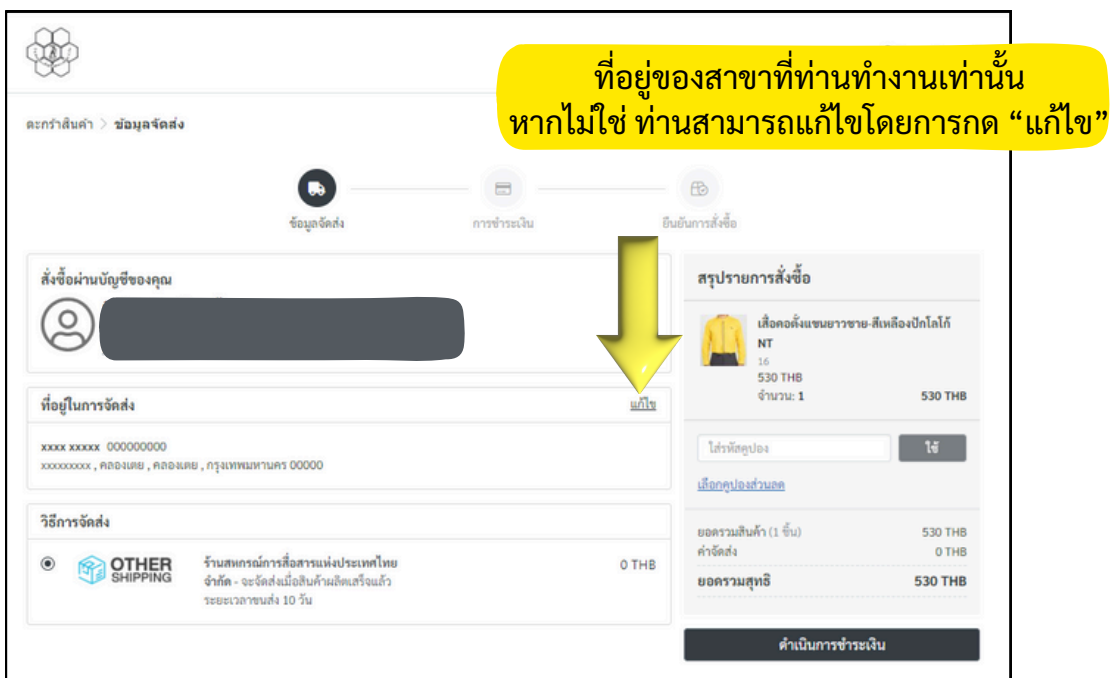 ที่อยู่ของสาขาที่ท่านทำงานเท่านั้น
หากไม่ใช่ ท่านสามารถแก้ไขโดยการกด “แก้ไข”
ตะกร้าสินค้า > ข้อมูลจัดส่ง
ข้อมูลจัดส่ง
การชำระเงิน
ยืนยันการสั่งซื้อ
สั่งซื้อผ่านบัญชีของคุณ
ที่อยู่ในการจัดส่ง
แก้ไข
xxxx xxxxx 000000000
xxxxxxxxx , คลองเตย , คลองเตย , กรุงเทพมหานคร 00000
วิธีการจัดส่ง
OTHER
SHIPPING
ร้านสหกรณ์การสื่อสารแห่งประเทศไทย
จำกัด - จะจัดส่งเมื่อสินค้าผลิตเสร็จแล้ว
ระยะเวลาขนส่ง 10 วัน
0 THB
สรุปรายการสั่งซื้อ
เสื้อคอตั้งแขนยาวชาย-สีเหลืองปักโลโก้
NT
16
530 THB
จำนวน: 1 530 THB
ใส่รหัสคูปอง ใช้
เลือกคูปองส่วนลด
ยอดรวมสินค้า (1 ชิ้น) 530 THB
ค่าจัดส่ง 0 THB
ยอดรวมสุทธิ 530 THB
ดำเนินการชำระเงิน